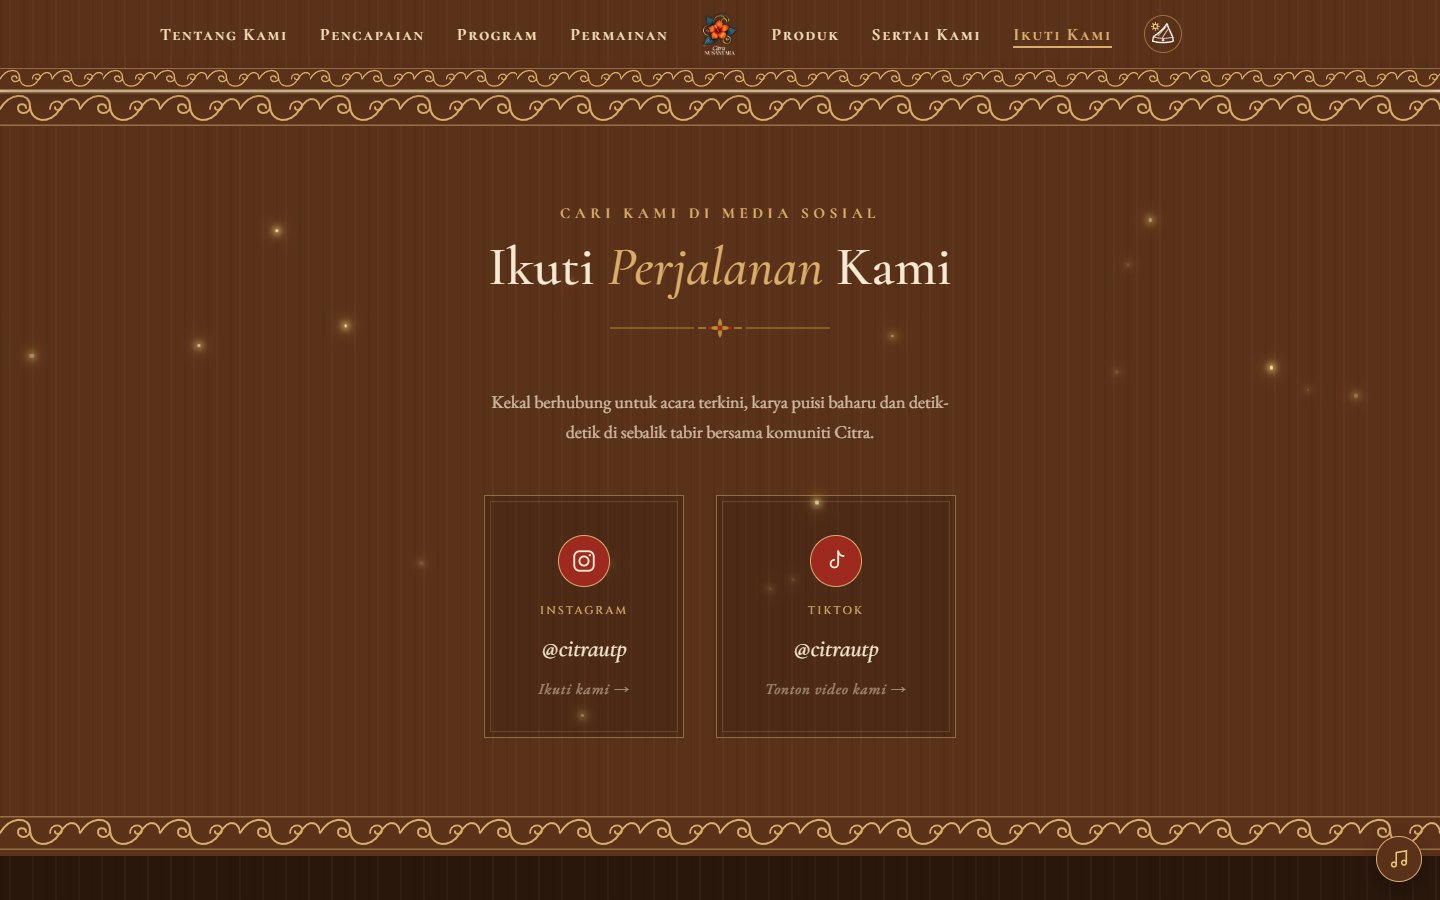 Tentang Kami
Pencapaian
Program
Permainan
Citra
NUSANTARA
Produk
Sertai Kami
Ikuti Kami
CARI KAMI DI MEDIA SOSIAL
Ikuti Perjalanan Kami
Kekal berhubung untuk acara terkini, karya puisi baharu dan detik-
detik di sebalik tabir bersama komuniti Citra.
INSTAGRAM
@citrautp
Ikuti kami →
TIKTOK
@citrautp
Tonton video kami →